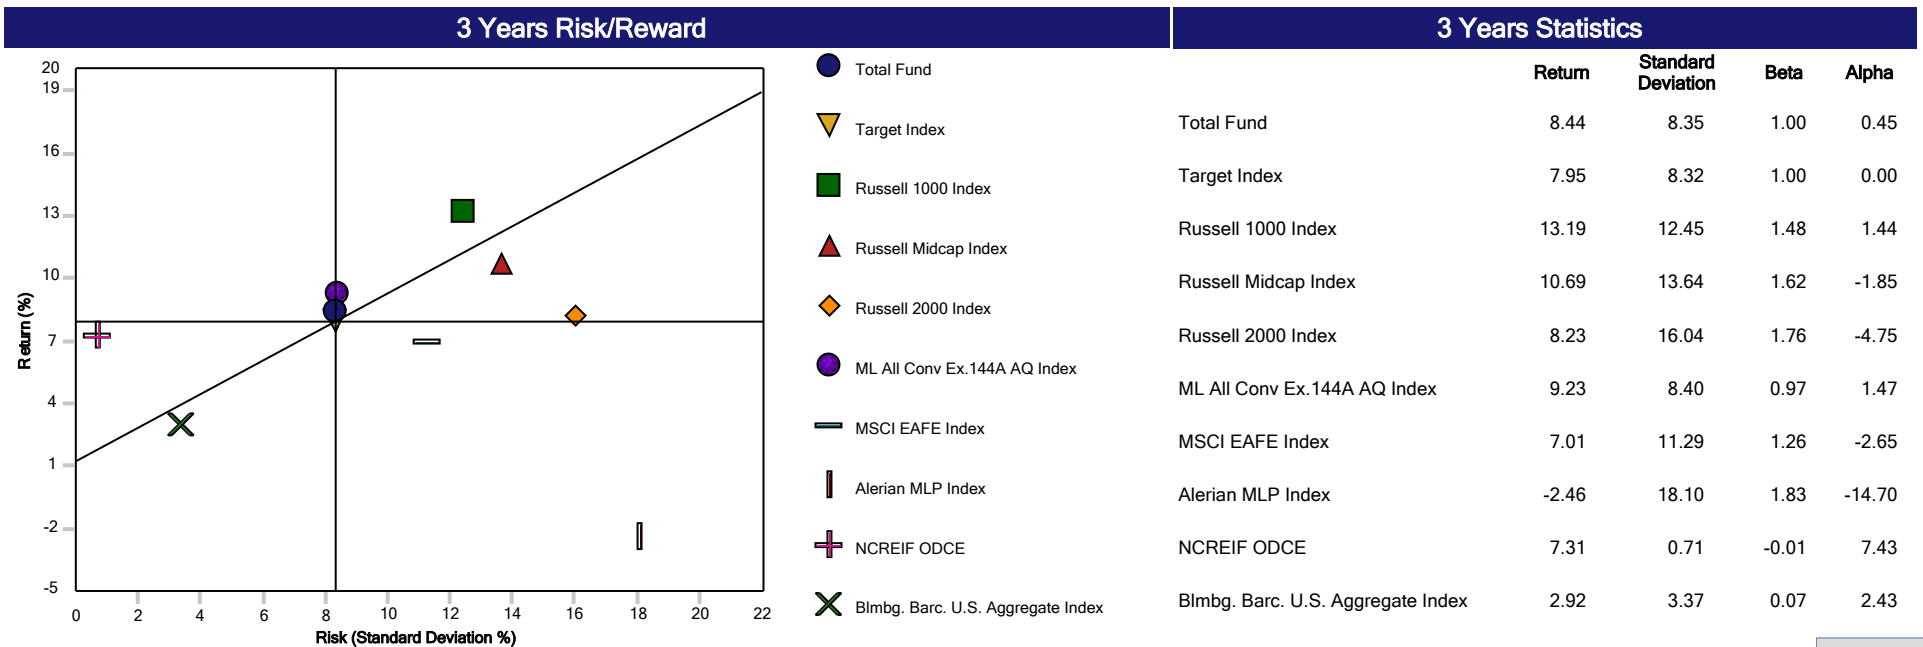 3 Years Risk/Reward
20
19
16
13
10
7
4
1
-2
-5
Return (%)
0 2 4 6 8 10 12 14 16 18 20 22
Risk (Standard Deviation %)
Total Fund
Target Index
Russell 1000 Index
Russell Midcap Index
Russell 2000 Index
ML All Conv Ex.144A AQ Index
MSCI EAFE Index
Alerian MLP Index
NCREIF ODCE
Blmbg. Barc. U.S. Aggregate Index
3 Years Statistics
Return Standard Deviation Beta Alpha
Total Fund 8.44 8.35 1.00 0.45
Target Index 7.95 8.32 1.00 0.00
Russell 1000 Index 13.19 12.45 1.48 1.44
Russell Midcap Index 10.69 13.64 1.62 -1.85
Russell 2000 Index 8.23 16.04 1.76 -4.75
ML All Conv Ex.144A AQ Index 9.23 8.40 0.97 1.47
MSCI EAFE Index 7.01 11.29 1.26 -2.65
Alerian MLP Index -2.46 18.10 1.83 -14.70
NCREIF ODCE 7.31 0.71 -0.01 7.43
Blmbg. Barc. U.S. Aggregate Index 2.92 3.37 0.07 2.43